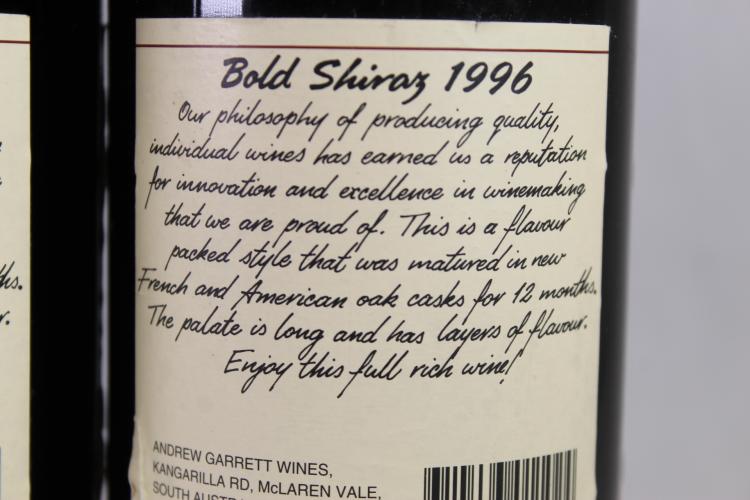 Bold Shiraz 1996
Our philosophy of producing quality,
individual wines has earned us a reputation
for innovation and excellence in winemaking
that we are proud of. This is a flavour
packed style that was matured in new
French and American oak casks for 12 months.
The palate is long and has layers of flavour.
Enjoy this full rich wine!
ANDREW GARRETT WINES,
KANGARILLA RD, McLAREN VALE,